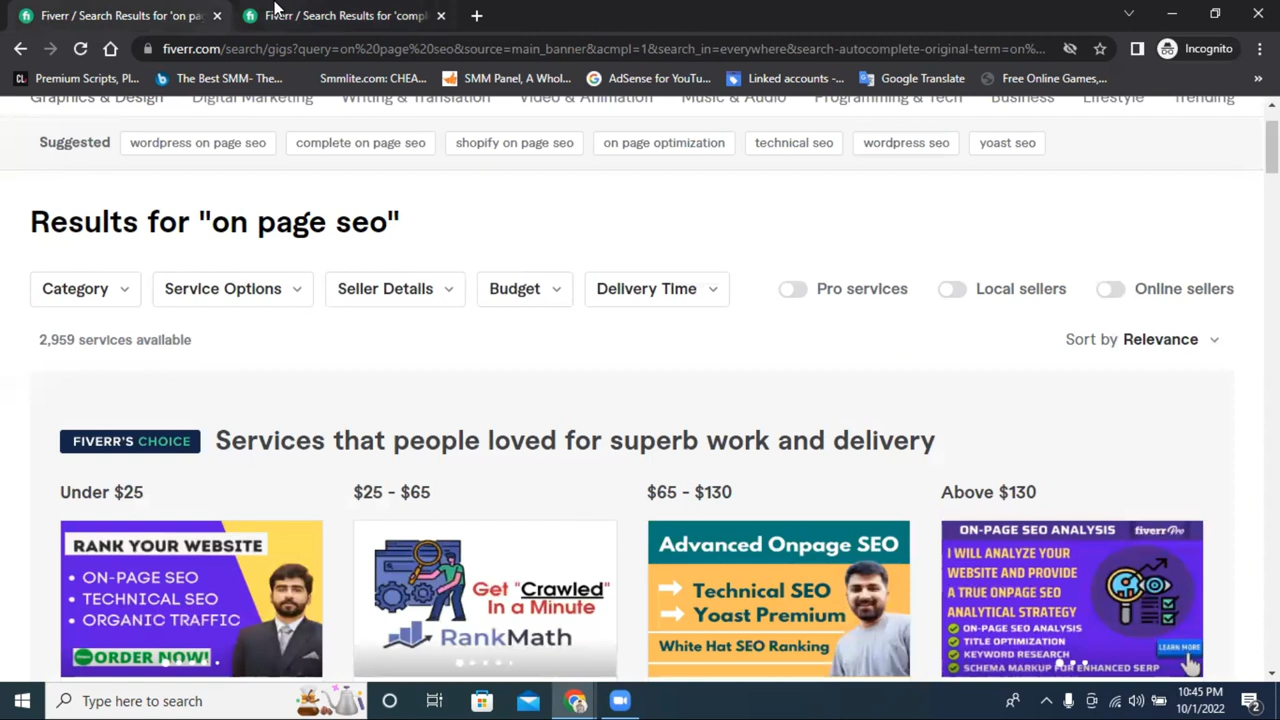 Fiverr / Search Results for 'on pa
Fiverr / Search Results for 'compl
fiverr.com/search/gigs?query=on%20page%20seo&source=main_banner&acmpl=1&search_in=everywhere&search-autocomplete-original-term=on%...
Incognito
Premium Scripts, Pl...
The Best SMM- The...
Smmlite.com: CHEA...
SMM Panel, A Whol...
AdSense for YouTu...
Linked accounts -...
Google Translate
Free Online Games,...
»
Graphics & Design
Digital Marketing
Writing & Translation
Video & Animation
Music & Audio
Programming & Tech
Business
Lifestyle
Trending
Suggested
wordpress on page seo
complete on page seo
shopify on page seo
on page optimization
technical seo
wordpress seo
yoast seo
Results for "on page seo"
Category
Service Options
Seller Details
Budget
Delivery Time
Pro services
Local sellers
Online sellers
2,959 services available
Sort by Relevance
FIVERR'S CHOICE
Services that people loved for superb work and delivery
Under $25
$25 - $65
$65 - $130
Above $130
RANK YOUR WEBSITE
• ON-PAGE SEO
• TECHNICAL SEO
• ORGANIC TRAFFIC
ORDER NOW!
Get "Crawled"
In a Minute
RankMath
Advanced Onpage SEO
Technical SEO
Yoast Premium
White Hat SEO Ranking
ON-PAGE SEO ANALYSIS
fiverr Pro
I WILL ANALYZE YOUR
WEBSITE AND PROVIDE
A TRUE ONPAGE SEO
ANALYTICAL STRATEGY
ON-PAGE SEO ANALYSIS
TITLE OPTIMIZATION
KEYWORD RESEARCH
SCHEMA MARKUP FOR ENHANCED SERP
LEARN MORE
Type here to search
10:45 PM
10/1/2022
2